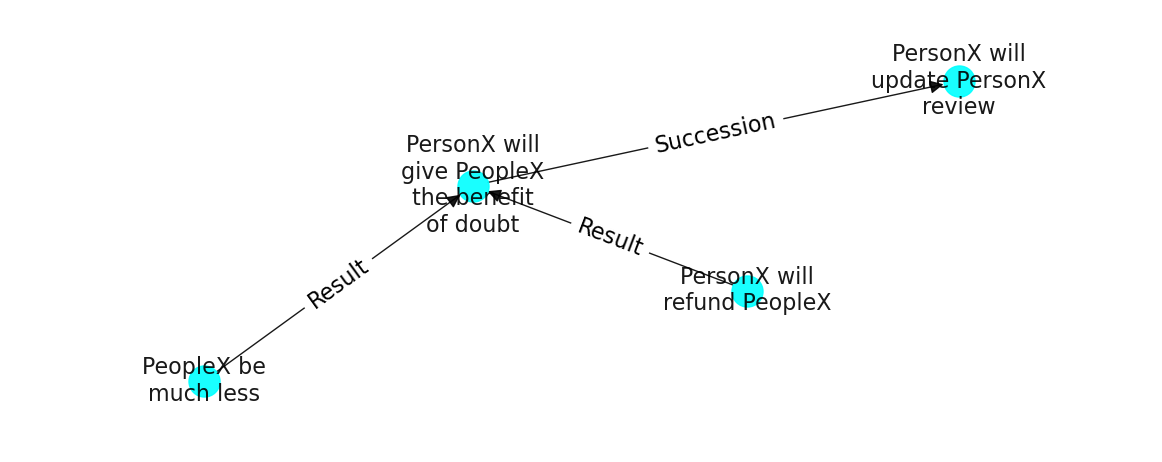 PersonX will
update PersonX
review
Succession
PersonX will
give PeopleX
the benefit
of doubt
Result
PersonX will
refund PeopleX
Result
PeopleX be
much less